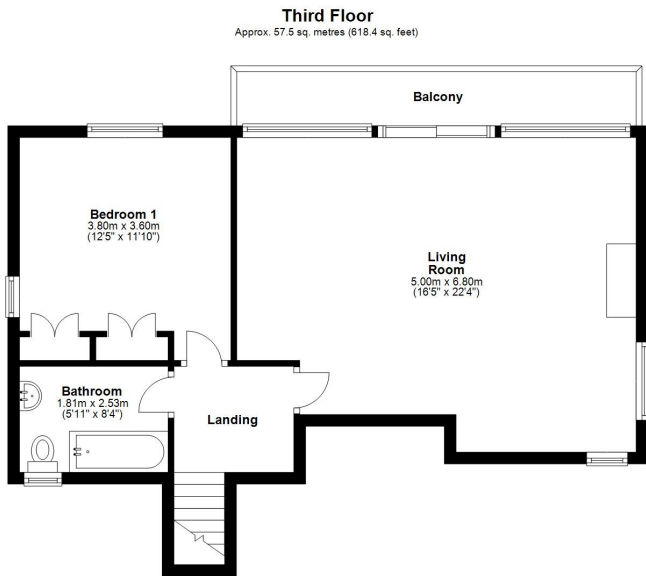 Third Floor
Approx. 57.5 sq. metres (618.4 sq. feet)
Balcony
Bedroom 1
3.80m x 3.60m
(12'5" x 11'10")
Living
Room
5.00m x 6.80m
(16'5" x 22'4")
Bathroom
1.81m x 2.53m
(5'11" x 8'4")
Landing